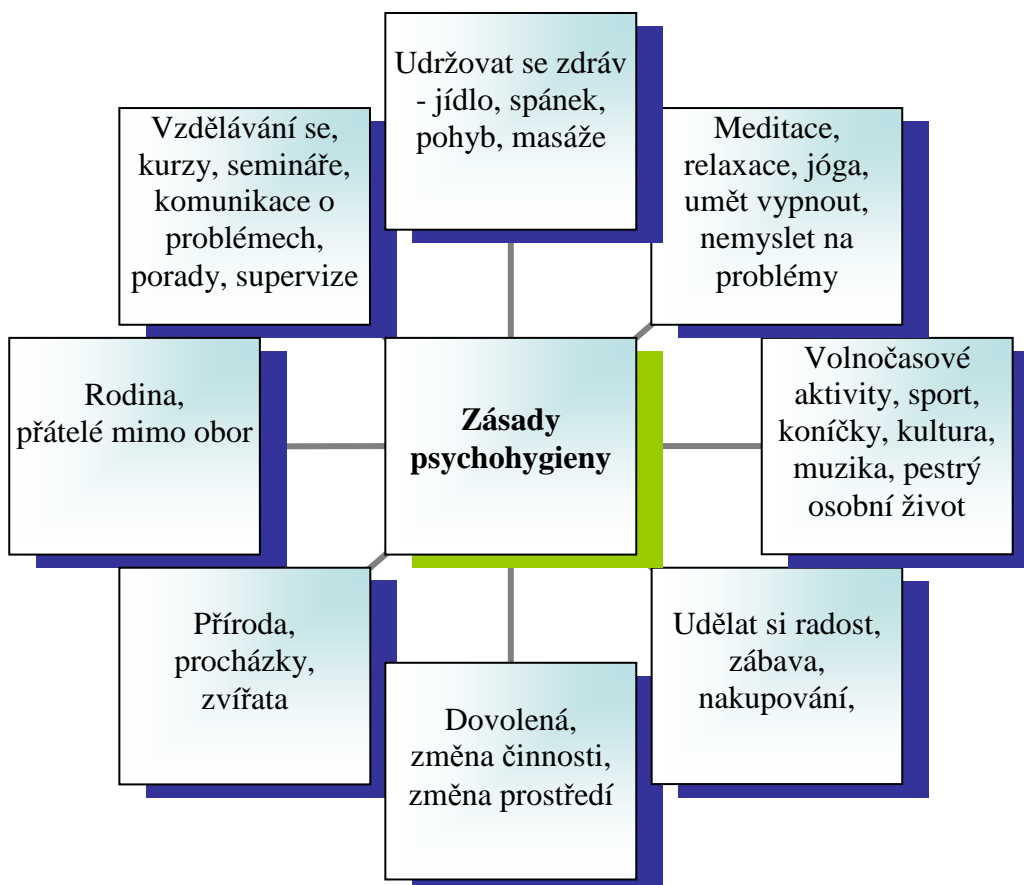 Udržovat se zdráv
- jídlo, spánek,
pohyb, masáže
Vzdělávání se,
kurzy, semináře,
komunikace o
problémech,
porady, supervize
Meditace,
relaxace, jóga,
umět vypnout,
nemyslet na
problémy
Rodina,
přátelé mimo obor
Zásady
psychohygieny
Volnočasové
aktivity, sport,
koníčky, kultura,
muzika, pestrý
osobní život
Příroda,
procházky,
zvířata
Udělat si radost,
zábava,
nakupování,
Dovolená,
změna činnosti,
změna prostředí